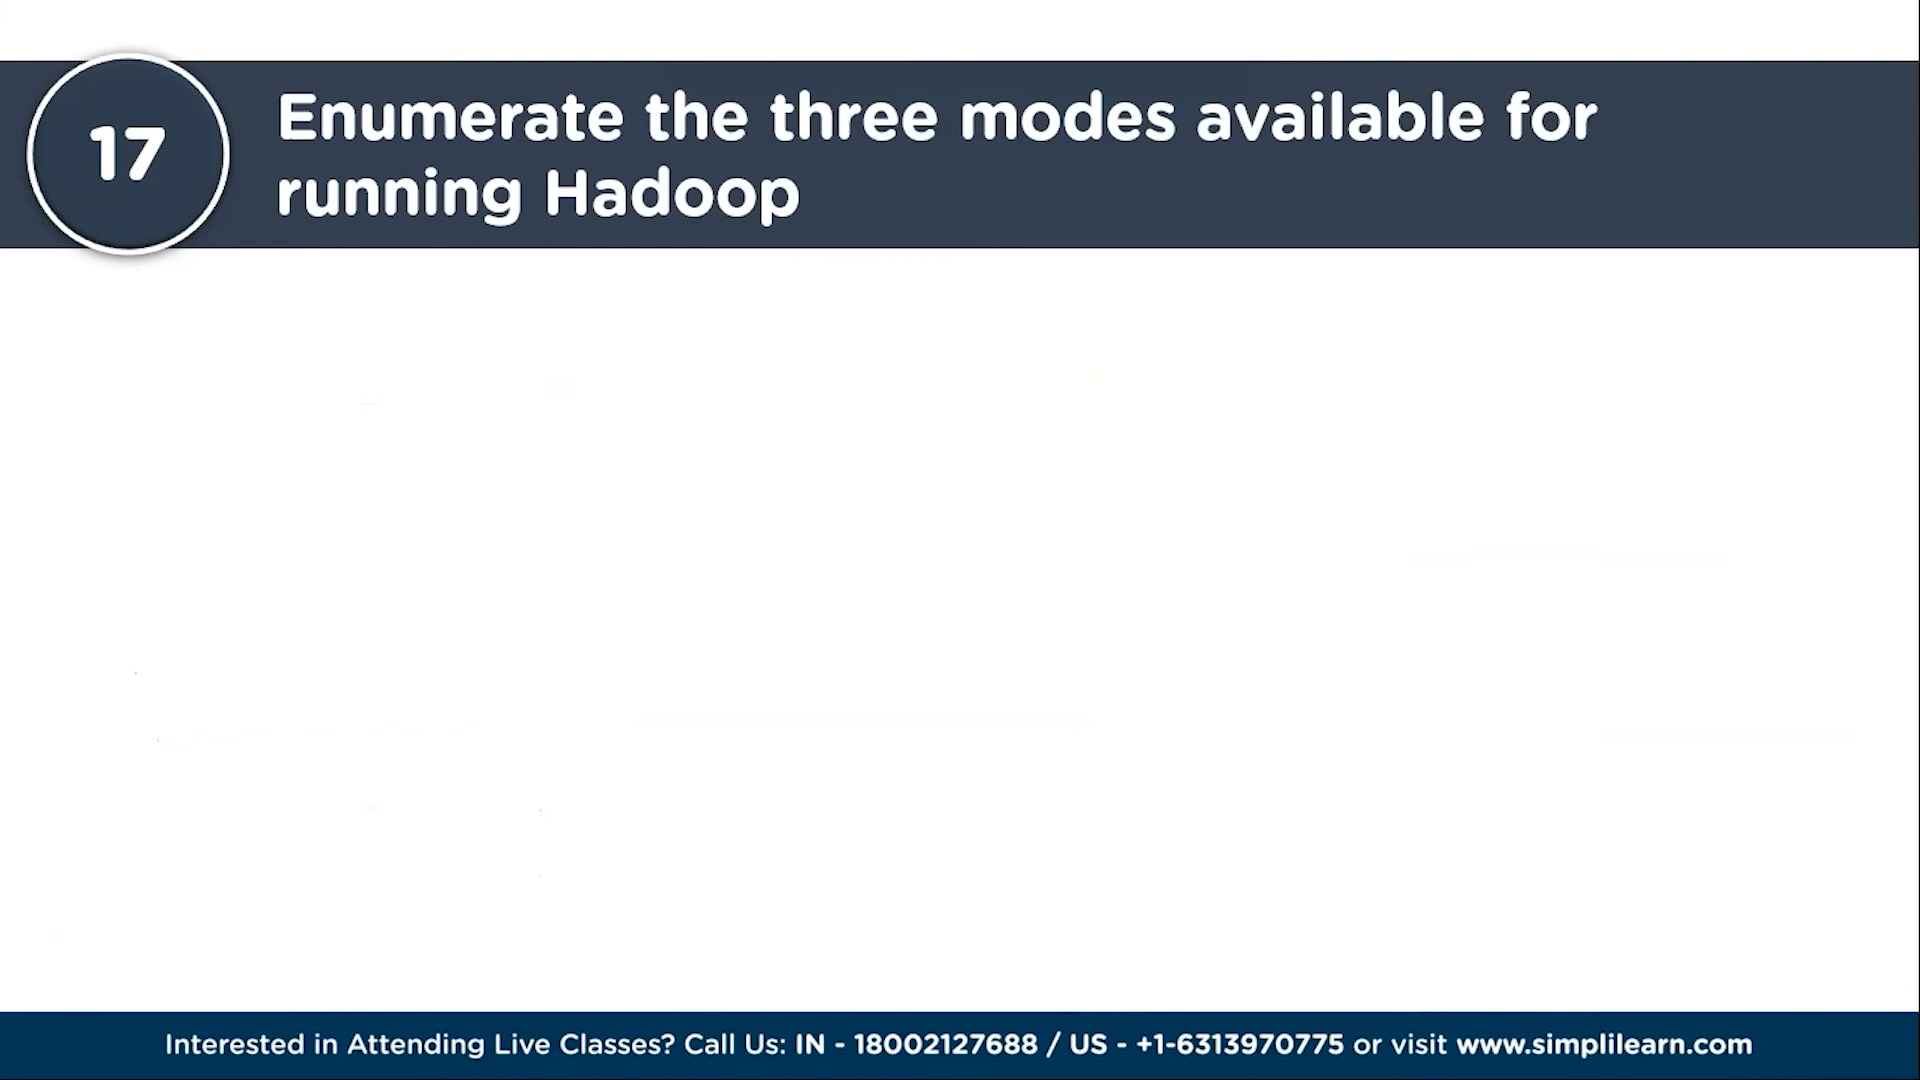 17
Enumerate the three modes available for
running Hadoop
Interested in Attending Live Classes? Call Us: IN - 18002127688 / US - +1-6313970775 or visit www.simplilearn.com